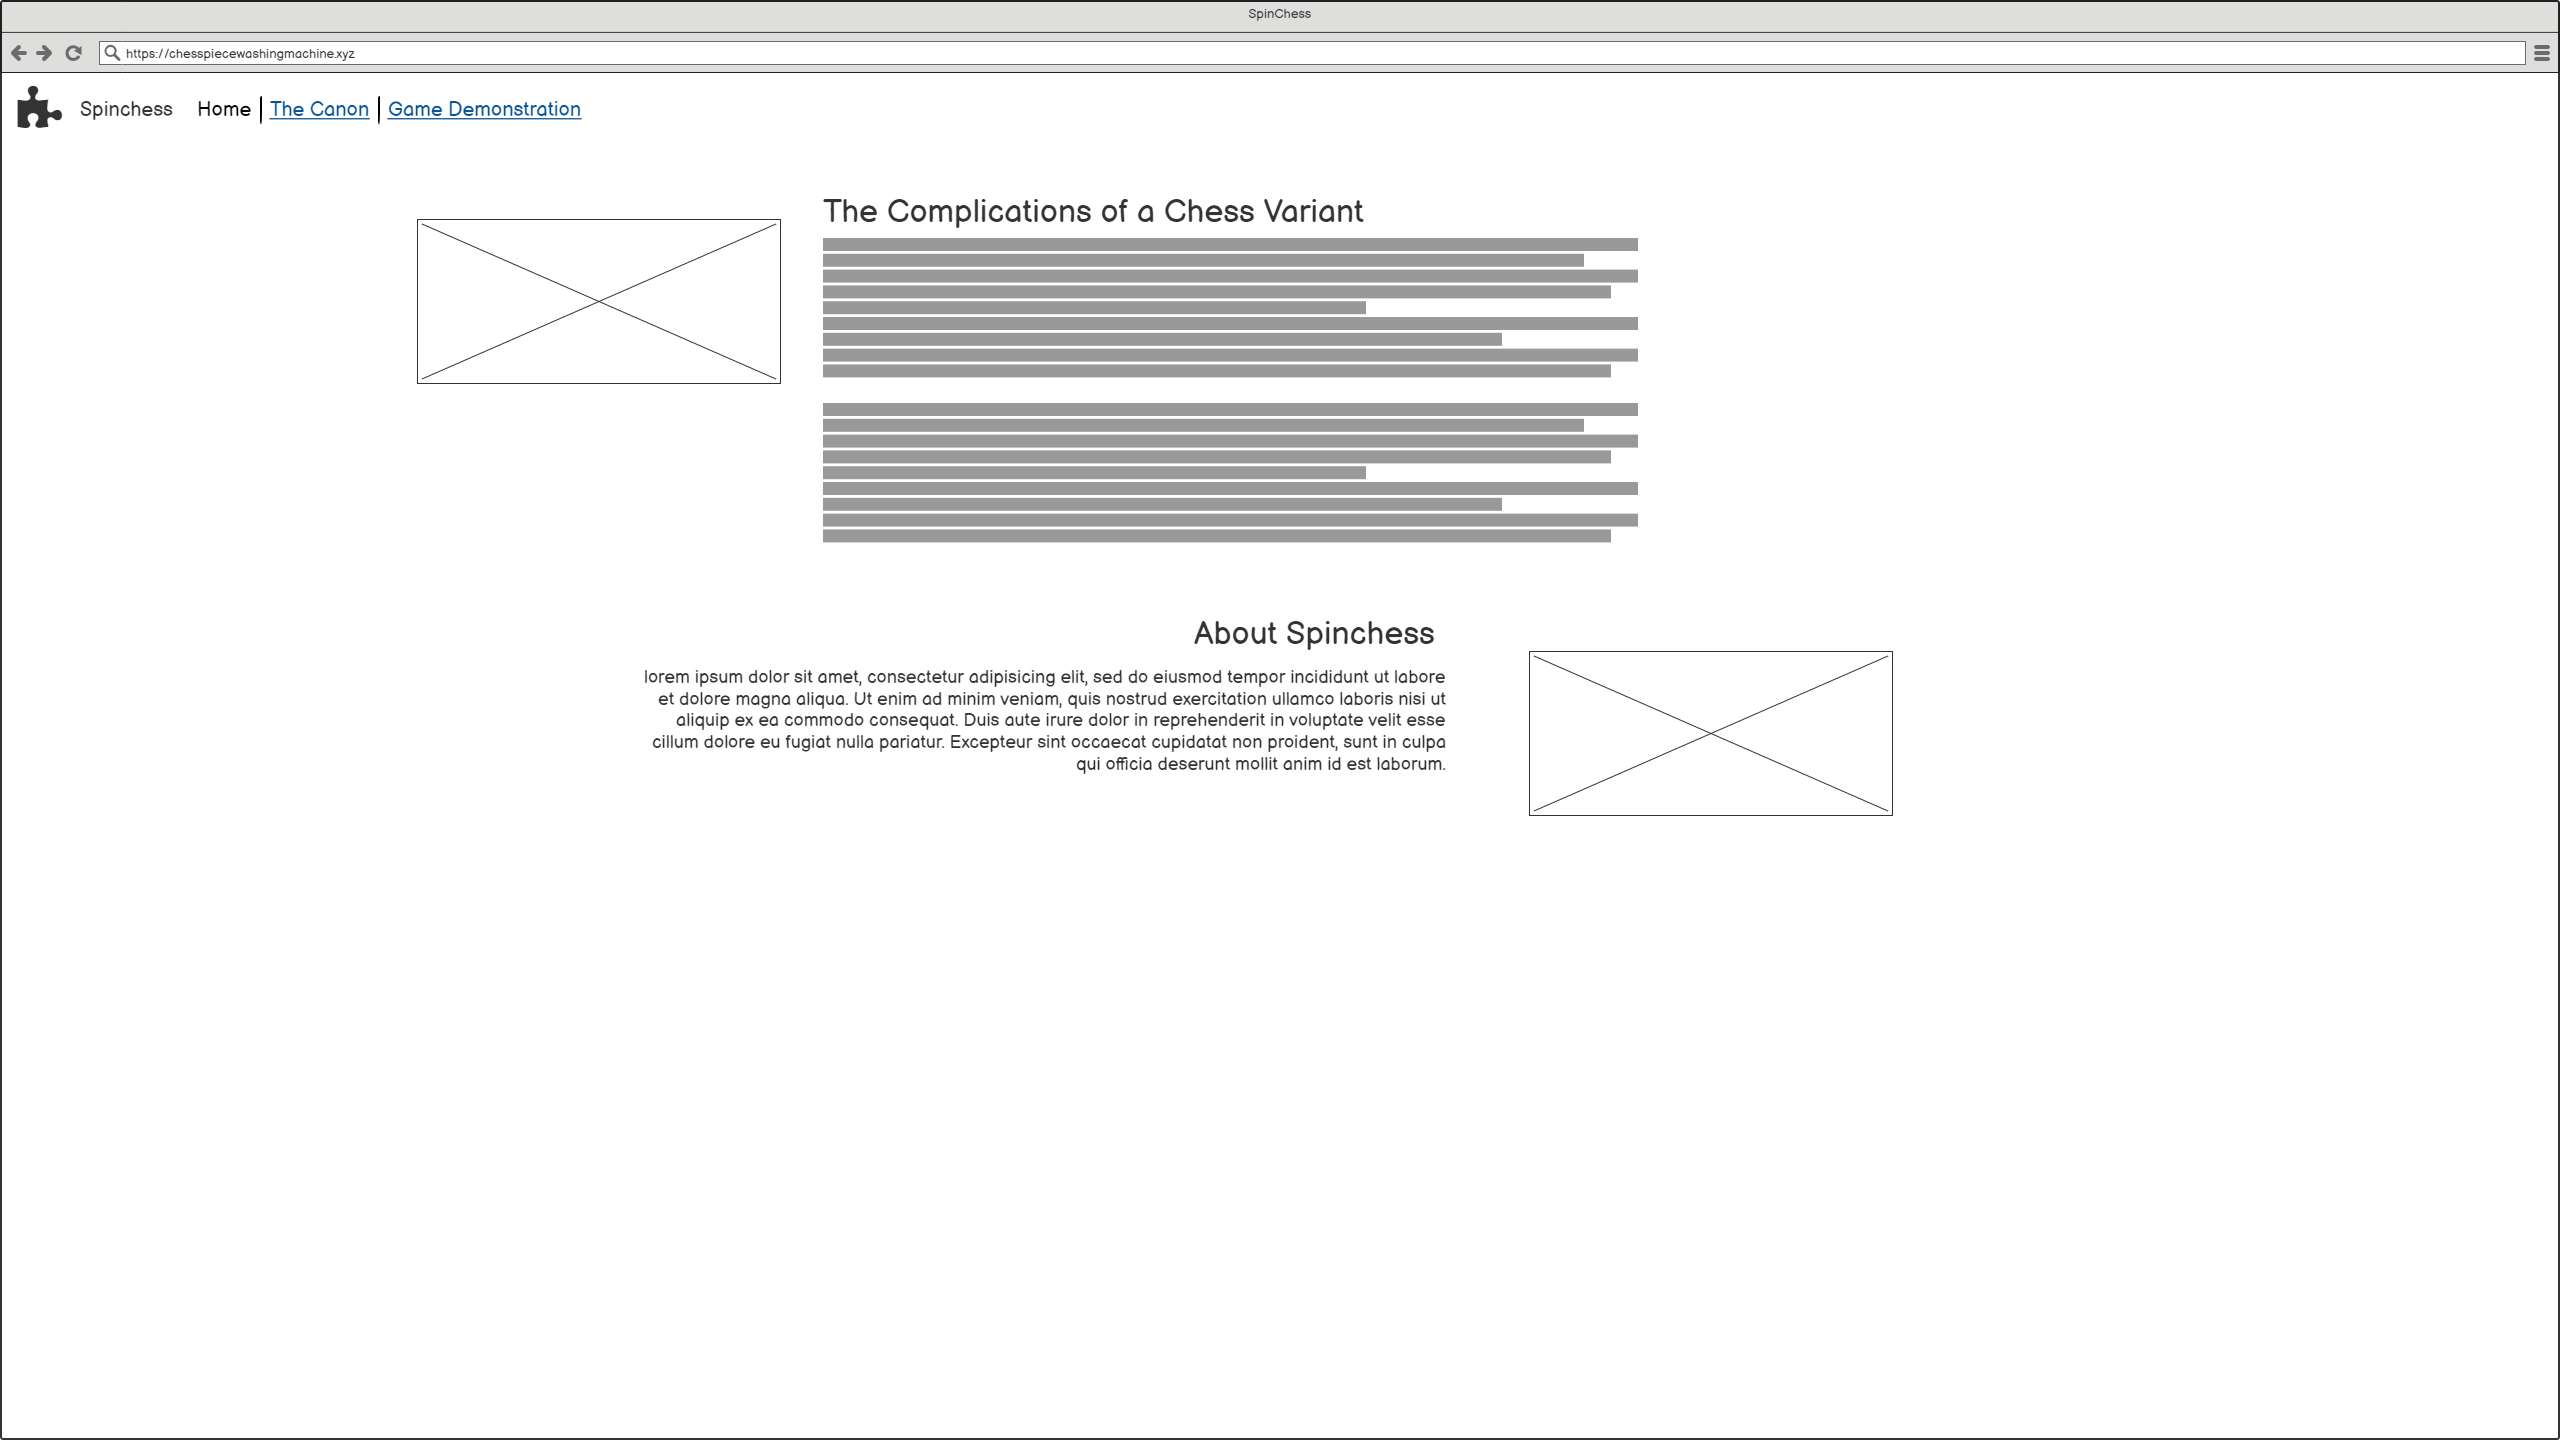 SpinChess
https://chesspiecewashingmachine.xyz
Spinchess Home The Canon Game Demonstration
The Complications of a Chess Variant
About Spinchess
lorem ipsum dolor sit amet, consectetur adipisicing elit, sed do eiusmod tempor incididunt ut labore
et dolore magna aliqua. Ut enim ad minim veniam, quis nostrud exercitation ullamco laboris nisi ut
aliquip ex ea commodo consequat. Duis aute irure dolor in reprehenderit in voluptate velit esse
cillum dolore eu fugiat nulla pariatur. Excepteur sint occaecat cupidatat non proident, sunt in culpa
qui officia deserunt mollit anim id est laborum.